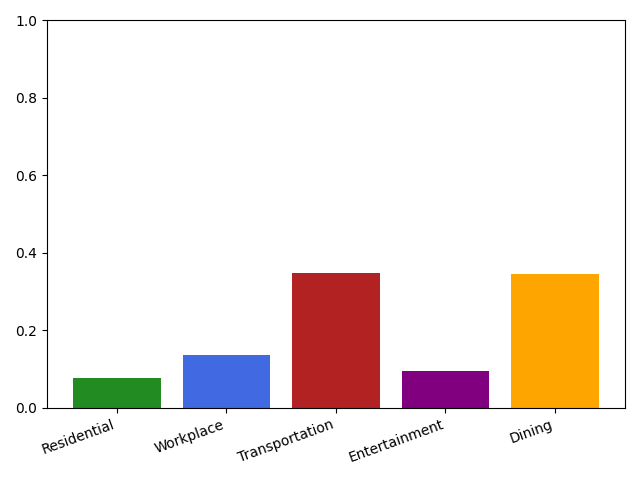 1.0
0.8
0.6
0.4
0.2
0.0
Residential
Workplace
Transportation
Entertainment
Dining